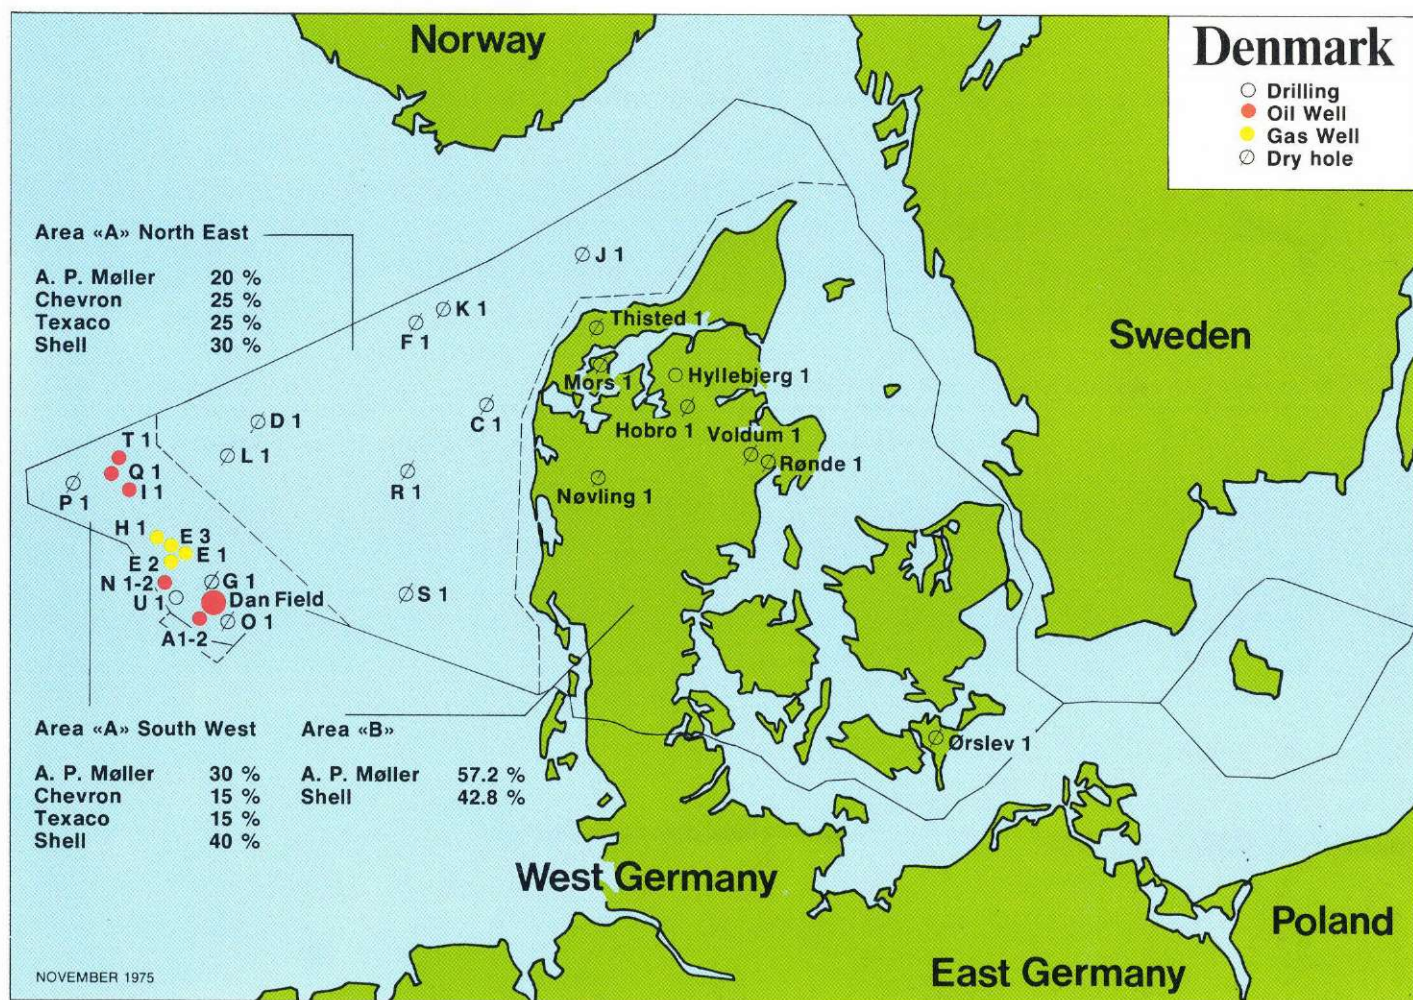 Norway
Denmark
Drilling
Oil Well
Gas Well
Dry hole
Area «A» North East
A. P. Møller 20 %
Chevron 25 %
Texaco 25 %
Shell 30 %
J 1
K 1
F 1
Thisted 1
Sweden
Mors 1
Hyllebjerg 1
D 1
C 1
Hobro 1
Voldum 1
T 1
L 1
Q 1
Rønde 1
P 1
I 1
R 1
Nøvling 1
H 1
E 3
E 2
E 1
N 1-2
G 1
U 1
Dan Field
S 1
O 1
A1-2
Area «A» South West
A. P. Møller 30 %
Chevron 15 %
Texaco 15 %
Shell 40 %
Area «B»
A. P. Møller 57.2 %
Shell 42.8 %
Ørslev 1
West Germany
Poland
East Germany
NOVEMBER 1975